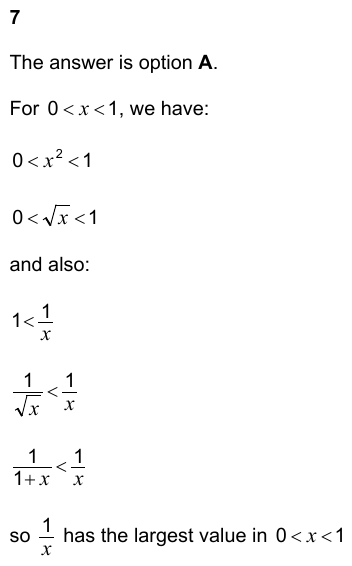 7
The answer is option A.
For 0 < x < 1, we have:
0 < x² < 1
0 < √x < 1
and also:
1 < 1/x
1/√x < 1/x
1/(1+x) < 1/x
so 1/x has the largest value in 0 < x < 1